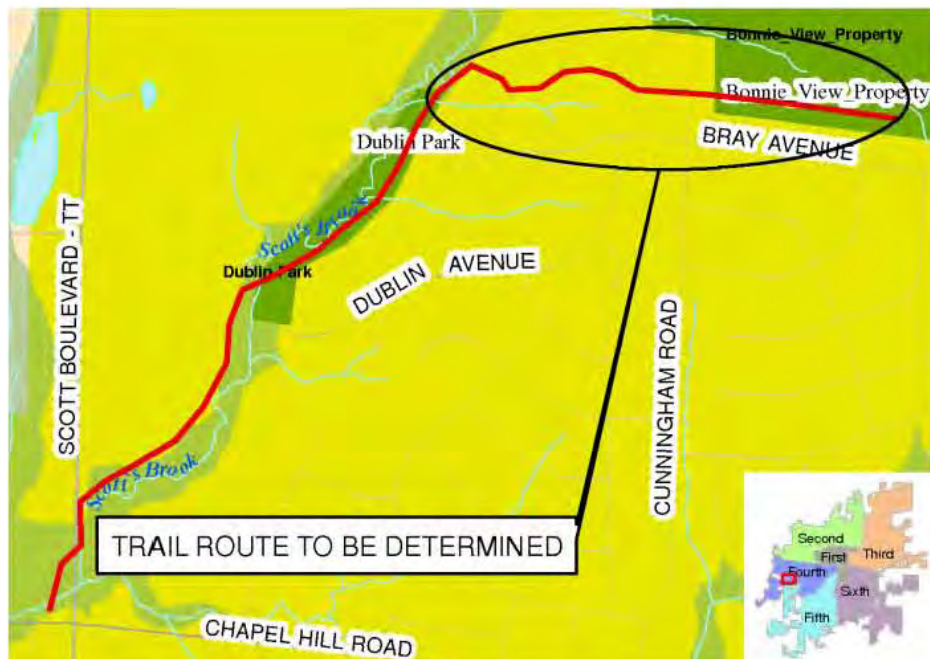 Bonnie_View_Property
Bonnie_View_Property
BRAY AVENUE
Dublin Park
Scott's Brook
Dublin Park
DUBLIN AVENUE
SCOTT BOULEVARD - TT
CUNNINGHAM ROAD
Scott's Brook
TRAIL ROUTE TO BE DETERMINED
CHAPEL HILL ROAD
Second
First
Third
Fourth
Sixth
Fifth